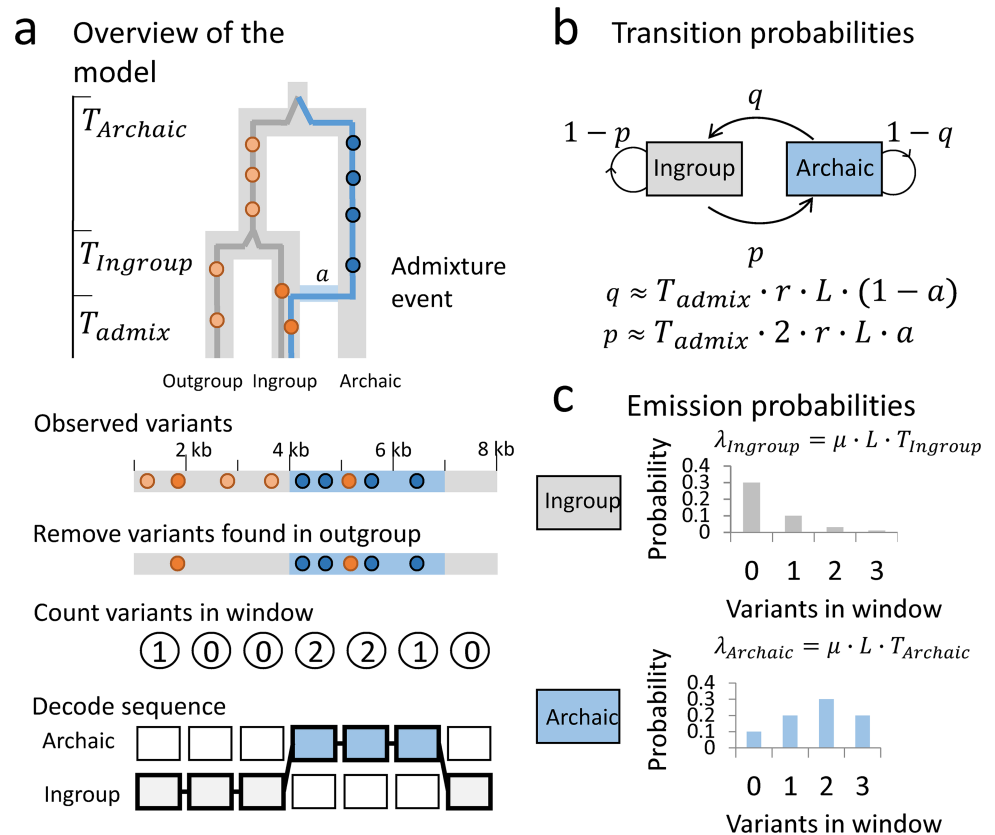 a
Overview of the
model
T_Archaic
T_Ingroup
T_admix
a
Admixture
event
Outgroup Ingroup Archaic
Observed variants
2 kb 4 kb 6 kb 8 kb
Remove variants found in outgroup
Count variants in window
1 0 0 2 2 1 0
Decode sequence
Archaic
Ingroup
b
Transition probabilities
q
1 − p
1 − q
Ingroup
Archaic
p
q ≈ T_admix · r · L · (1 − a)
p ≈ T_admix · 2 · r · L · a
c
Emission probabilities
λ_Ingroup = μ · L · T_Ingroup
Ingroup
Probability
0.4
0.3
0.2
0.1
0
0 1 2 3
Variants in window
λ_Archaic = μ · L · T_Archaic
Archaic
Probability
0.4
0.3
0.2
0.1
0
0 1 2 3
Variants in window